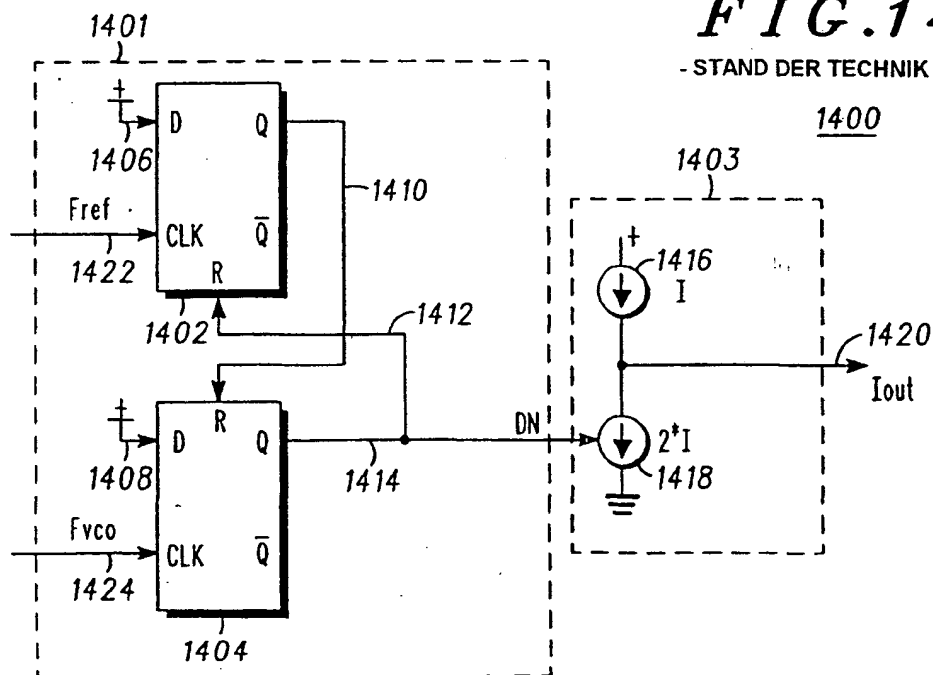 FIG.14
- STAND DER TECHNIK
1400
1401
+
D
Q
1406
1410
Fref
CLK
Q̅
1422
R
1402
1412
1403
+
1416
I
1420
Iout
+
R
D
Q
DN
2*I
1408
1414
1418
Fvco
CLK
Q̅
1424
1404